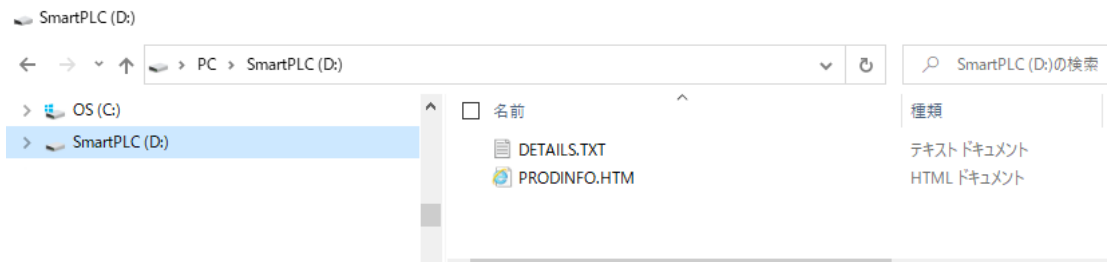 SmartPLC (D:)
PC > SmartPLC (D:)
SmartPLC (D:)の検索
OS (C:)
名前
種類
SmartPLC (D:)
DETAILS.TXT
テキスト ドキュメント
PRODINFO.HTM
HTML ドキュメント